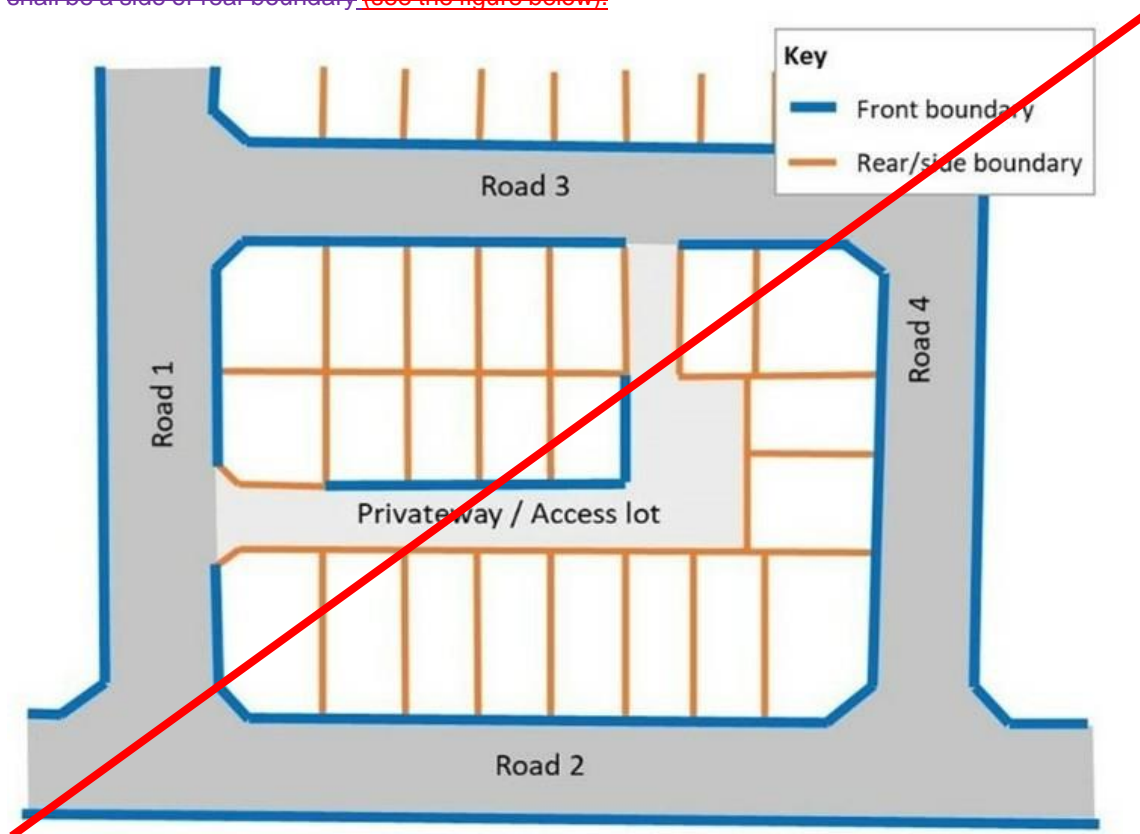 shall be a side or rear boundary (see the figure below).
Key
Front boundary
Rear/side boundary
Road 3
Road 4
Road 1
Privateway / Access lot
Road 2